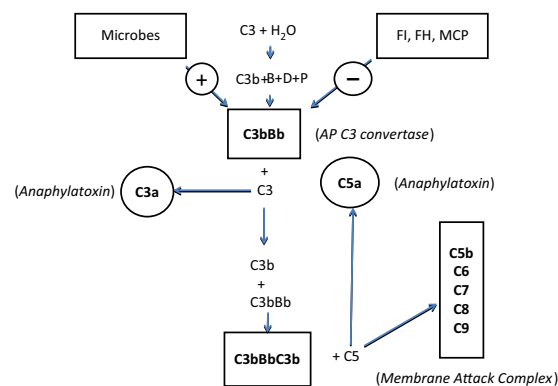 Microbes
C3 + H₂O
FI, FH, MCP
+
−
C3b+B+D+P
C3bBb
(AP C3 convertase)
+
C3
(Anaphylatoxin)
C3a
C5a
(Anaphylatoxin)
C3b
+
C3bBb
C5b
C6
C7
C8
C9
C3bBbC3b
+ C5
(Membrane Attack Complex)